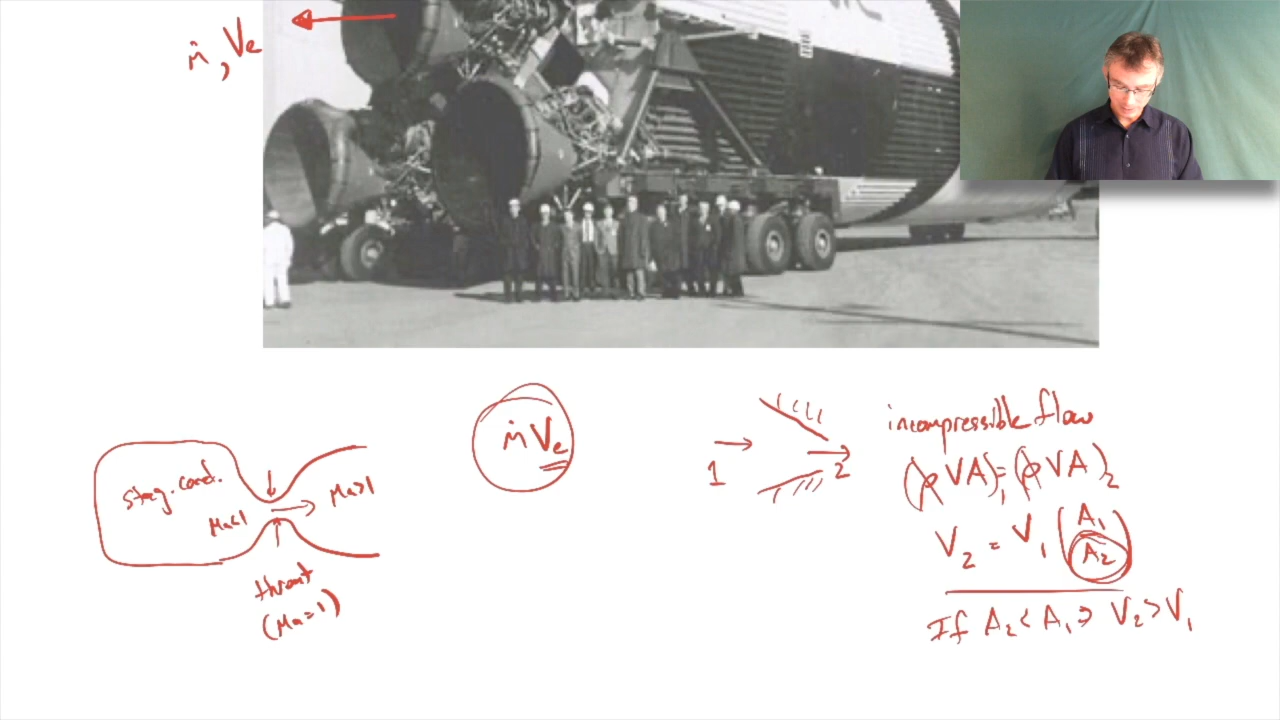 ṁ, Ve
ṁ Ve
stag. cond.
Ma<1
Ma>1
throat
(Ma=1)
1
2
incompressible flow
(ρVA)₁=(ρVA)₂
V₂ = V₁ (A₁/A₂)
If A₂<A₁ ⇒ V₂>V₁